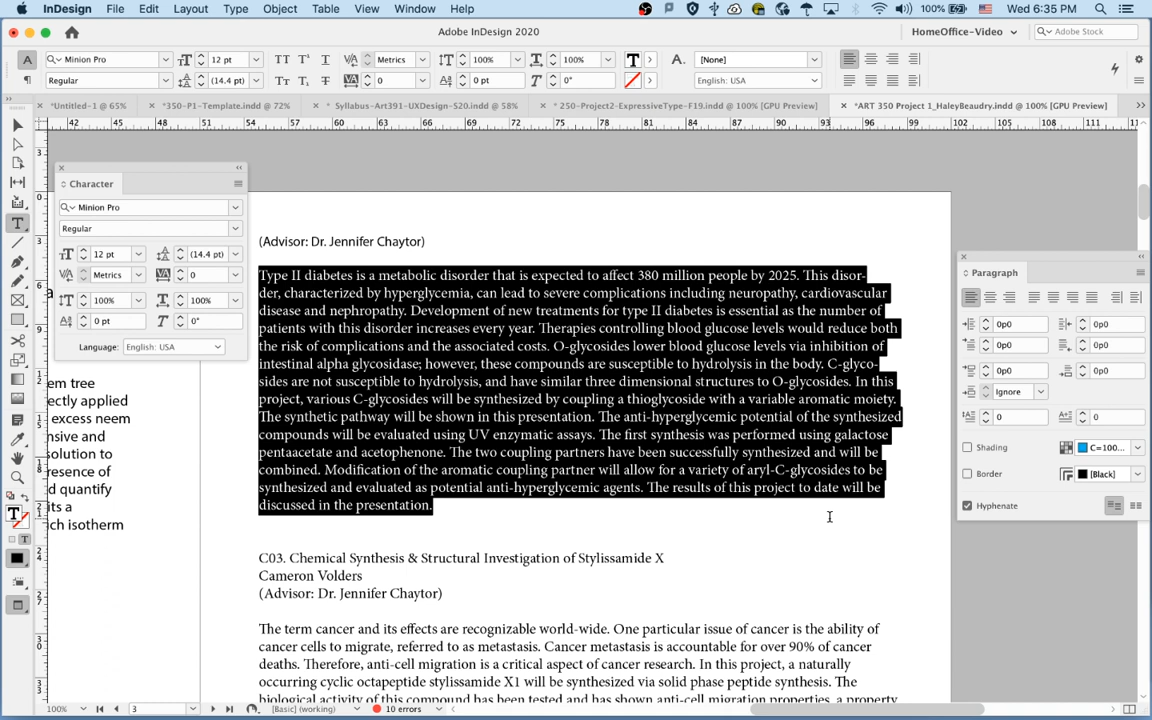 InDesign File Edit Layout Type Object Table View Window Help 100% Wed 6:35 PM
Adobe InDesign 2020 HomeOffice-Video Adobe Stock
A Minion Pro 12 pt TT Metrics 100% 100% T A. [None]
Regular (14.4 pt) 0 0 pt 0° English: USA
*Untitled-1 @ 65% *350-P1-Template.indd @ 72% * Syllabus-Art391-UXDesign-S20.indd @ 58% * 250-Project2-ExpressiveType-F19.indd @ 100% [GPU Preview] *ART 350 Project 1_HaleyBeaudry.indd @ 100% [GPU Preview]
42 45 48 51 54 57 60 63 66 69 72 75 78 81 84 87 90 93 96 99 102 105 108 111
Character
Minion Pro
Regular
12 pt (14.4 pt)
Metrics 0
100% 100%
0 pt 0°
Language: English: USA
em tree
ectly applied
excess neem
nsive and
solution to
resence of
d quantify
its a
ch isotherm
(Advisor: Dr. Jennifer Chaytor)
Type II diabetes is a metabolic disorder that is expected to affect 380 million people by 2025. This disor-
der, characterized by hyperglycemia, can lead to severe complications including neuropathy, cardiovascular
disease and nephropathy. Development of new treatments for type II diabetes is essential as the number of
patients with this disorder increases every year. Therapies controlling blood glucose levels would reduce both
the risk of complications and the associated costs. O-glycosides lower blood glucose levels via inhibition of
intestinal alpha glycosidase; however, these compounds are susceptible to hydrolysis in the body. C-glyco-
sides are not susceptible to hydrolysis, and have similar three dimensional structures to O-glycosides. In this
project, various C-glycosides will be synthesized by coupling a thioglycoside with a variable aromatic moiety.
The synthetic pathway will be shown in this presentation. The anti-hyperglycemic potential of the synthesized
compounds will be evaluated using UV enzymatic assays. The first synthesis was performed using galactose
pentaacetate and acetophenone. The two coupling partners have been successfully synthesized and will be
combined. Modification of the aromatic coupling partner will allow for a variety of aryl-C-glycosides to be
synthesized and evaluated as potential anti-hyperglycemic agents. The results of this project to date will be
discussed in the presentation.
C03. Chemical Synthesis & Structural Investigation of Stylissamide X
Cameron Volders
(Advisor: Dr. Jennifer Chaytor)
The term cancer and its effects are recognizable world-wide. One particular issue of cancer is the ability of
cancer cells to migrate, referred to as metastasis. Cancer metastasis is accountable for over 90% of cancer
deaths. Therefore, anti-cell migration is a critical aspect of cancer research. In this project, a naturally
occurring cyclic octapeptide stylissamide X1 will be synthesized via solid phase peptide synthesis. The
biological activity of this compound has been tested and has shown anti-cell migration properties, a property
Paragraph
0p0 0p0
0p0 0p0
0p0 0p0
Ignore
0 0
Shading C=100...
Border [Black]
Hyphenate
100% 3 [Basic] (working) 10 errors